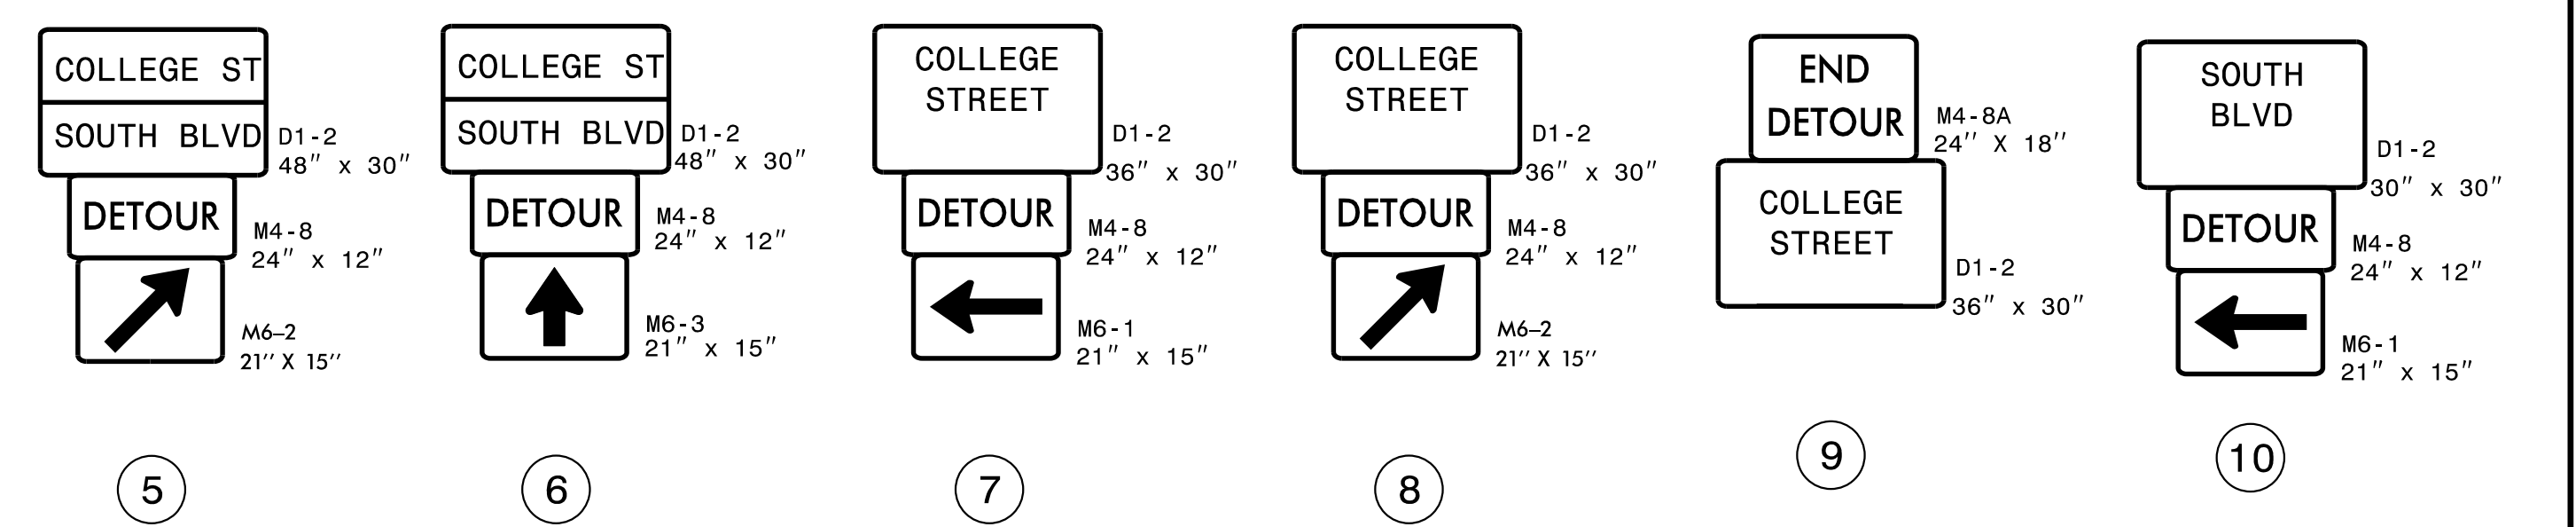 COLLEGE ST
SOUTH BLVD
D1-2
48" x 30"
DETOUR
M4-8
24" x 12"
M6–2
21" X 15"
5
COLLEGE ST
SOUTH BLVD
D1-2
48" x 30"
DETOUR
M4-8
24" x 12"
M6-3
21" x 15"
6
COLLEGE
STREET
D1-2
36" x 30"
DETOUR
M4-8
24" x 12"
M6-1
21" x 15"
7
COLLEGE
STREET
D1-2
36" x 30"
DETOUR
M4-8
24" x 12"
M6–2
21" X 15"
8
END
DETOUR
M4-8A
24" X 18"
COLLEGE
STREET
D1-2
36" x 30"
9
SOUTH
BLVD
D1-2
30" x 30"
DETOUR
M4-8
24" x 12"
M6-1
21" x 15"
10